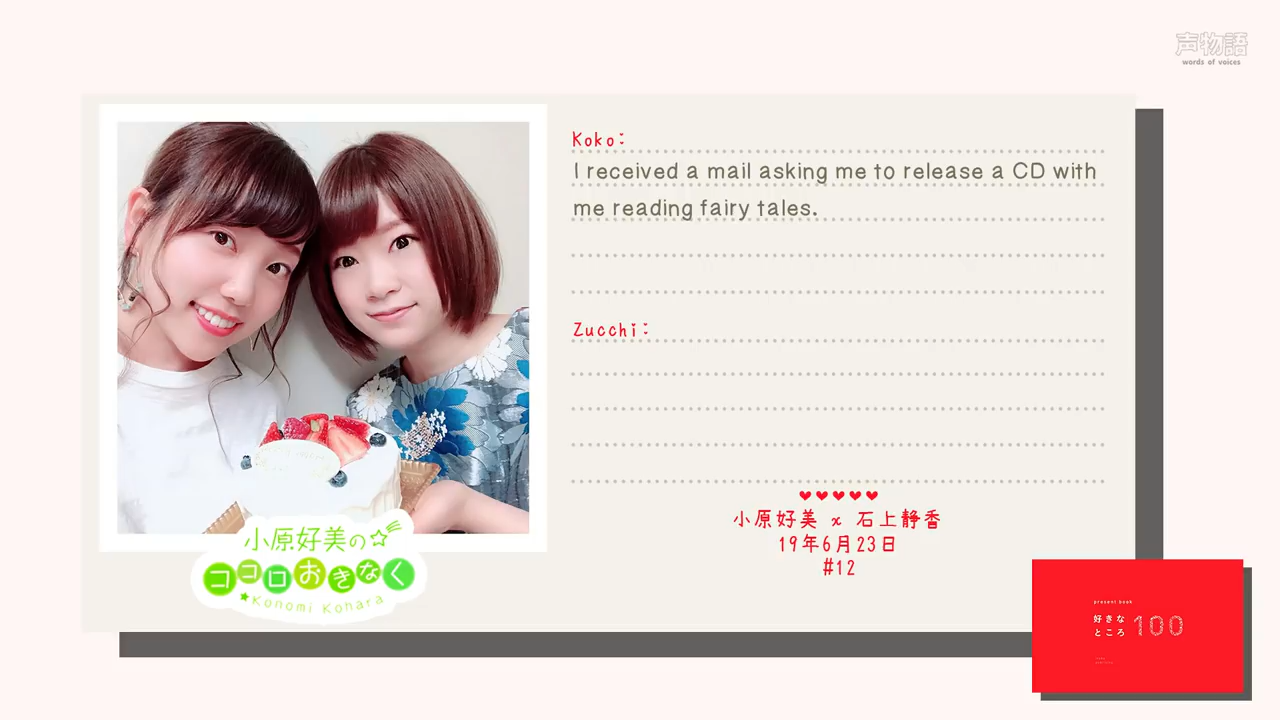 声物語
words of voices
Koko:
I received a mail asking me to release a CD with
me reading fairy tales.
Zucchi:
小原好美 x 石上静香
19年6月23日
#12
小原好美の
ココロおきなく
Konomi Kohara
present book
好きな
ところ
100